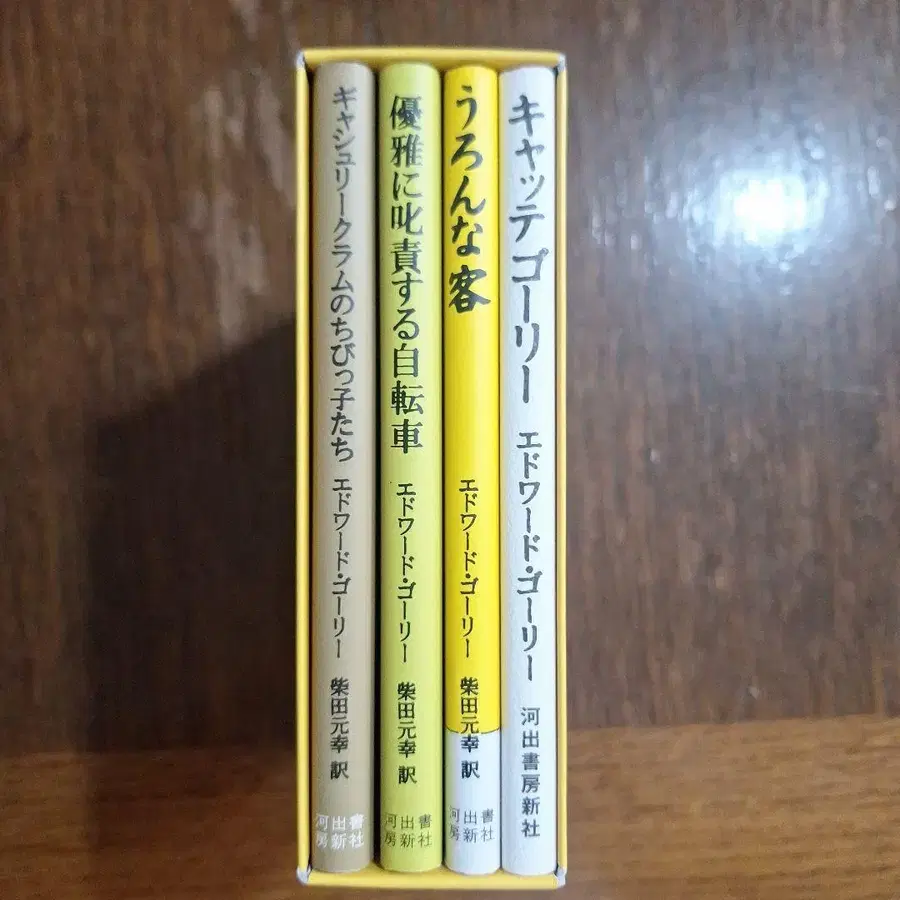 ギャシュリークラムのちびっ子たち
エドワード・ゴーリー
柴田元幸 訳
河出書
房新社
優雅に叱責する自転車
エドワード・ゴーリー
柴田元幸 訳
河出書
房新社
うろんな客
エドワード・ゴーリー
柴田元幸 訳
河出書
房新社
キャッテゴーリー
エドワード・ゴーリー
河出書房新社